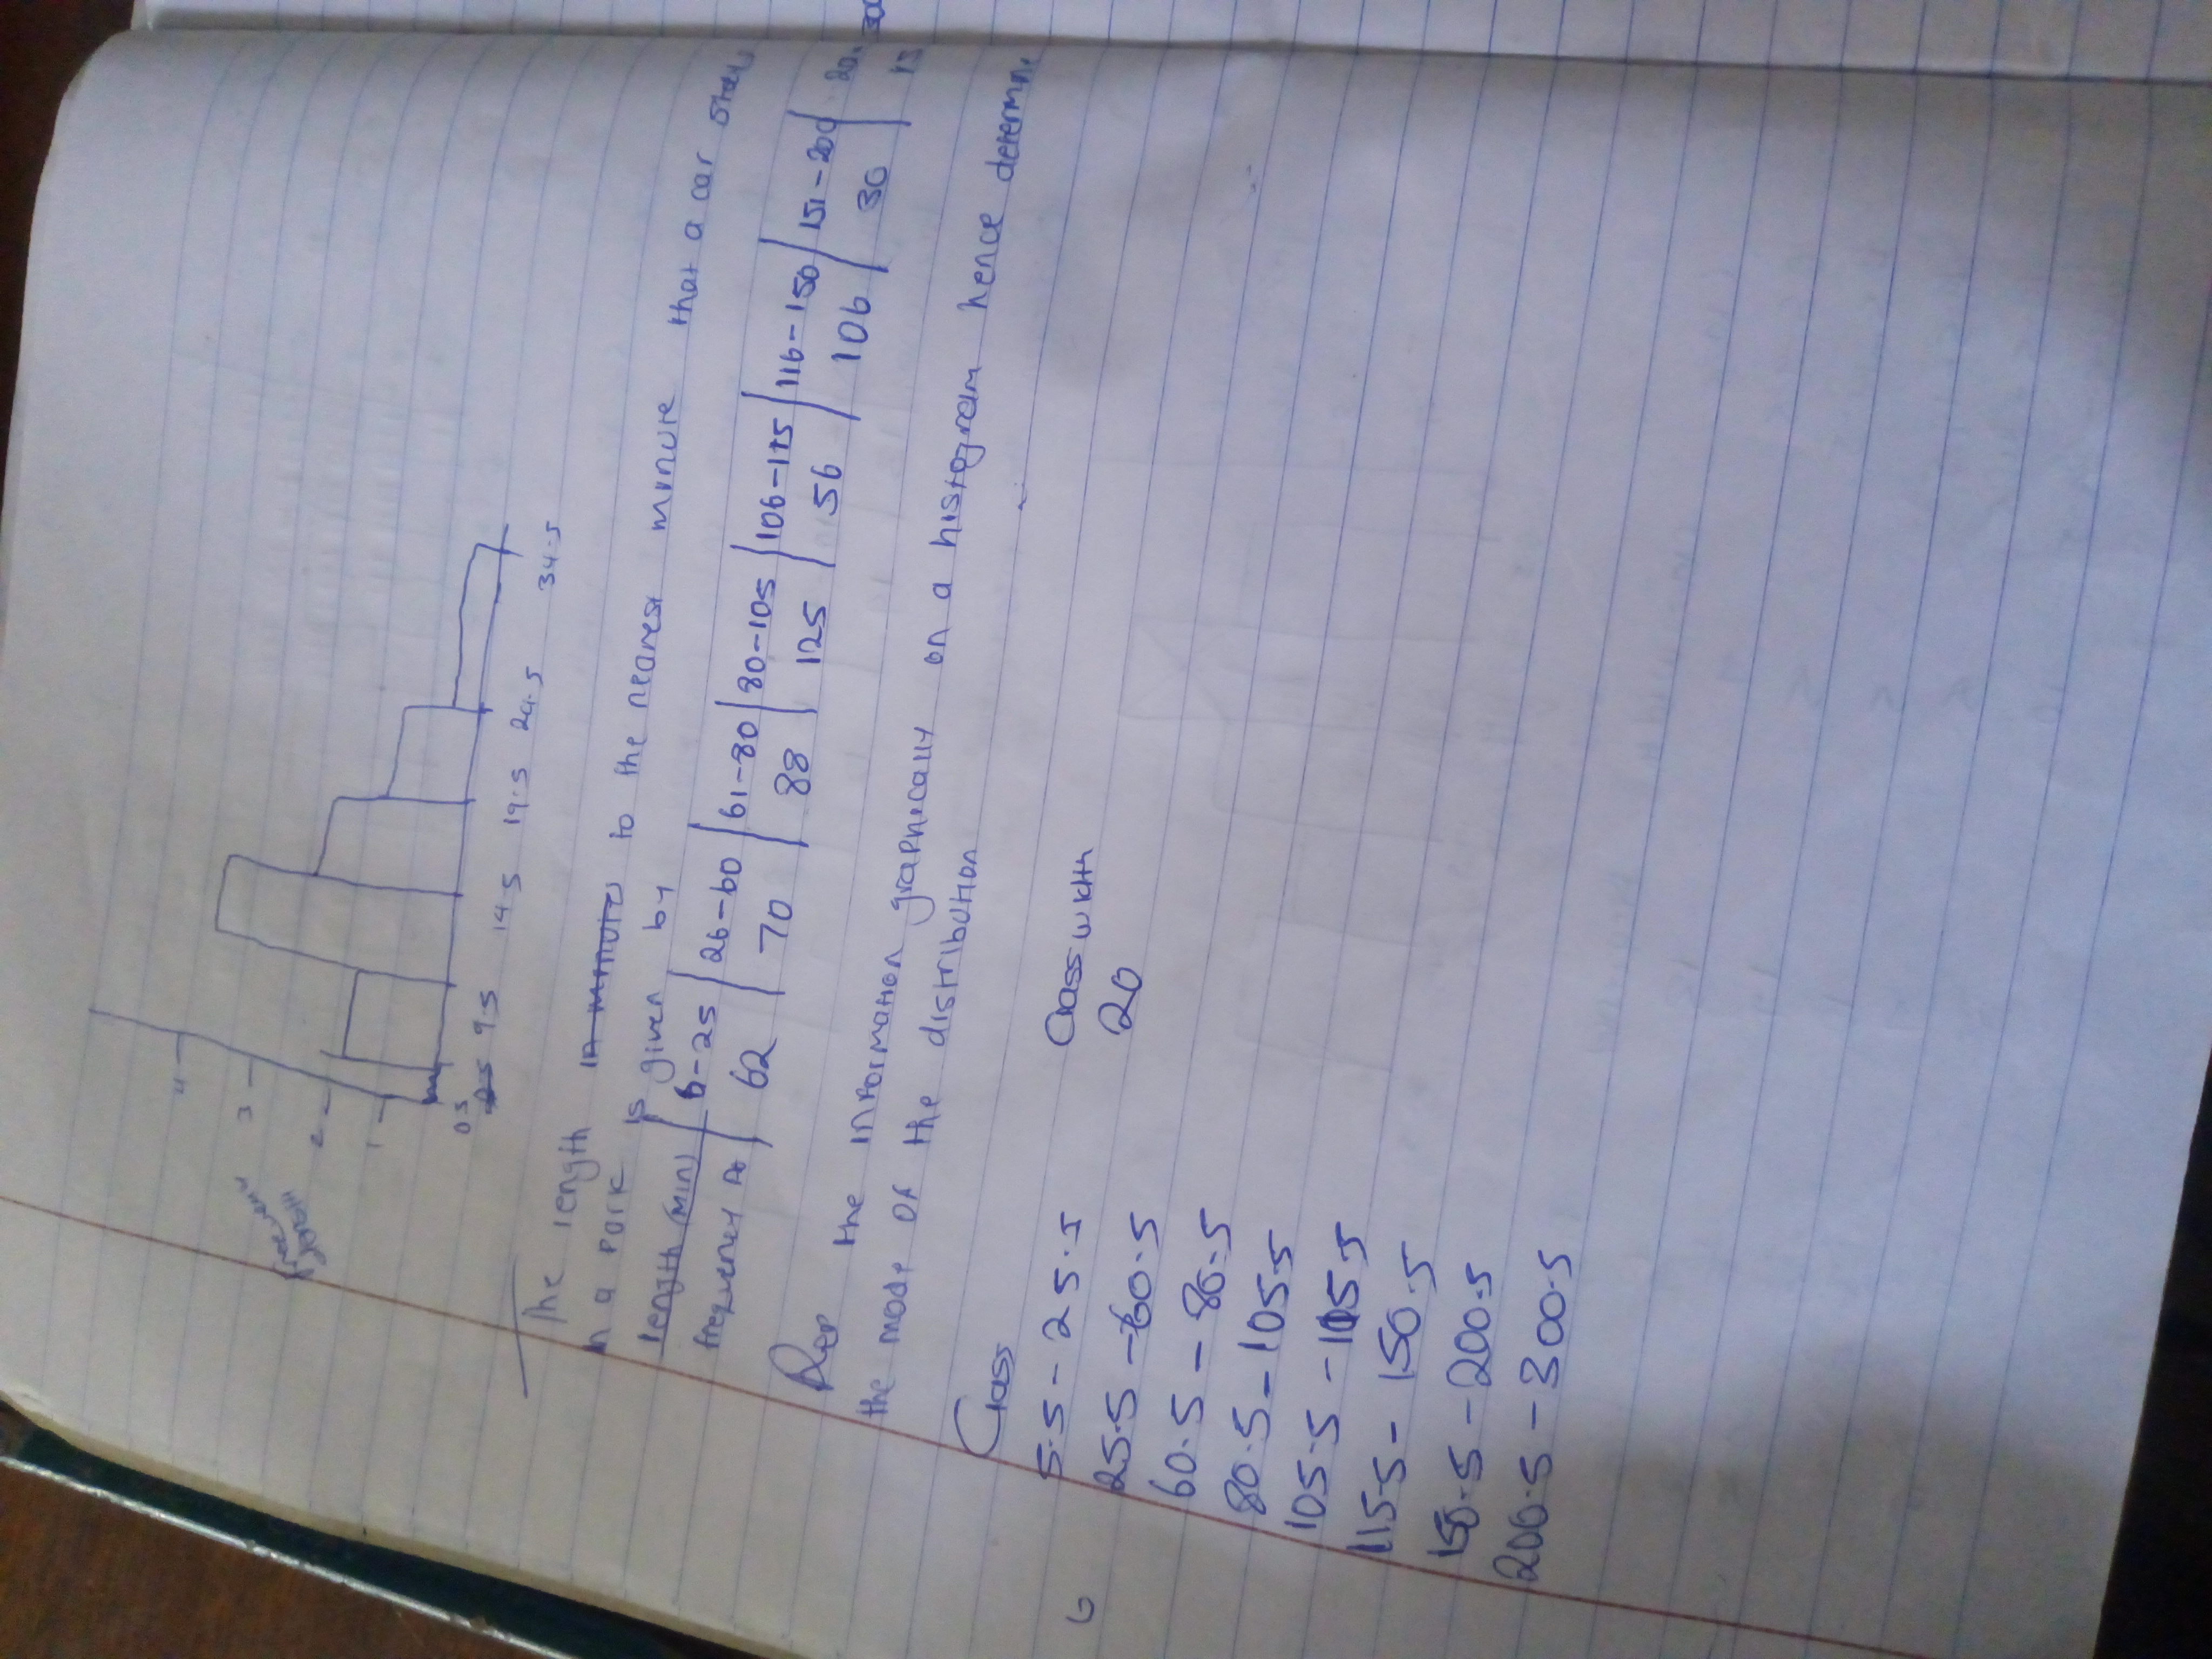 4
3
2
1
0.5 9.5 14.5 19.5 24.5 34.5
The length to the nearest minute that a car stays
in a park is given by
length (min) 6-25 26-60 61-80 80-105 106-115 116-150 151-200
frequency 62 70 88 125 56 106 30 15
Rep the information graphically on a histogram hence determine
the mode of the distribution
Class
Class width
5.5 - 25.5 20
25.5 - 60.5
60.5 - 80.5
80.5 - 105.5
105.5 - 115.5
115.5 - 150.5
150.5 - 200.5
200.5 - 300.5
6